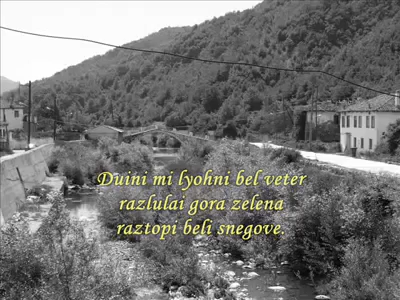 Duini mi lyohni bel veter
razlulai gora zelena
raztopi beli snegove.